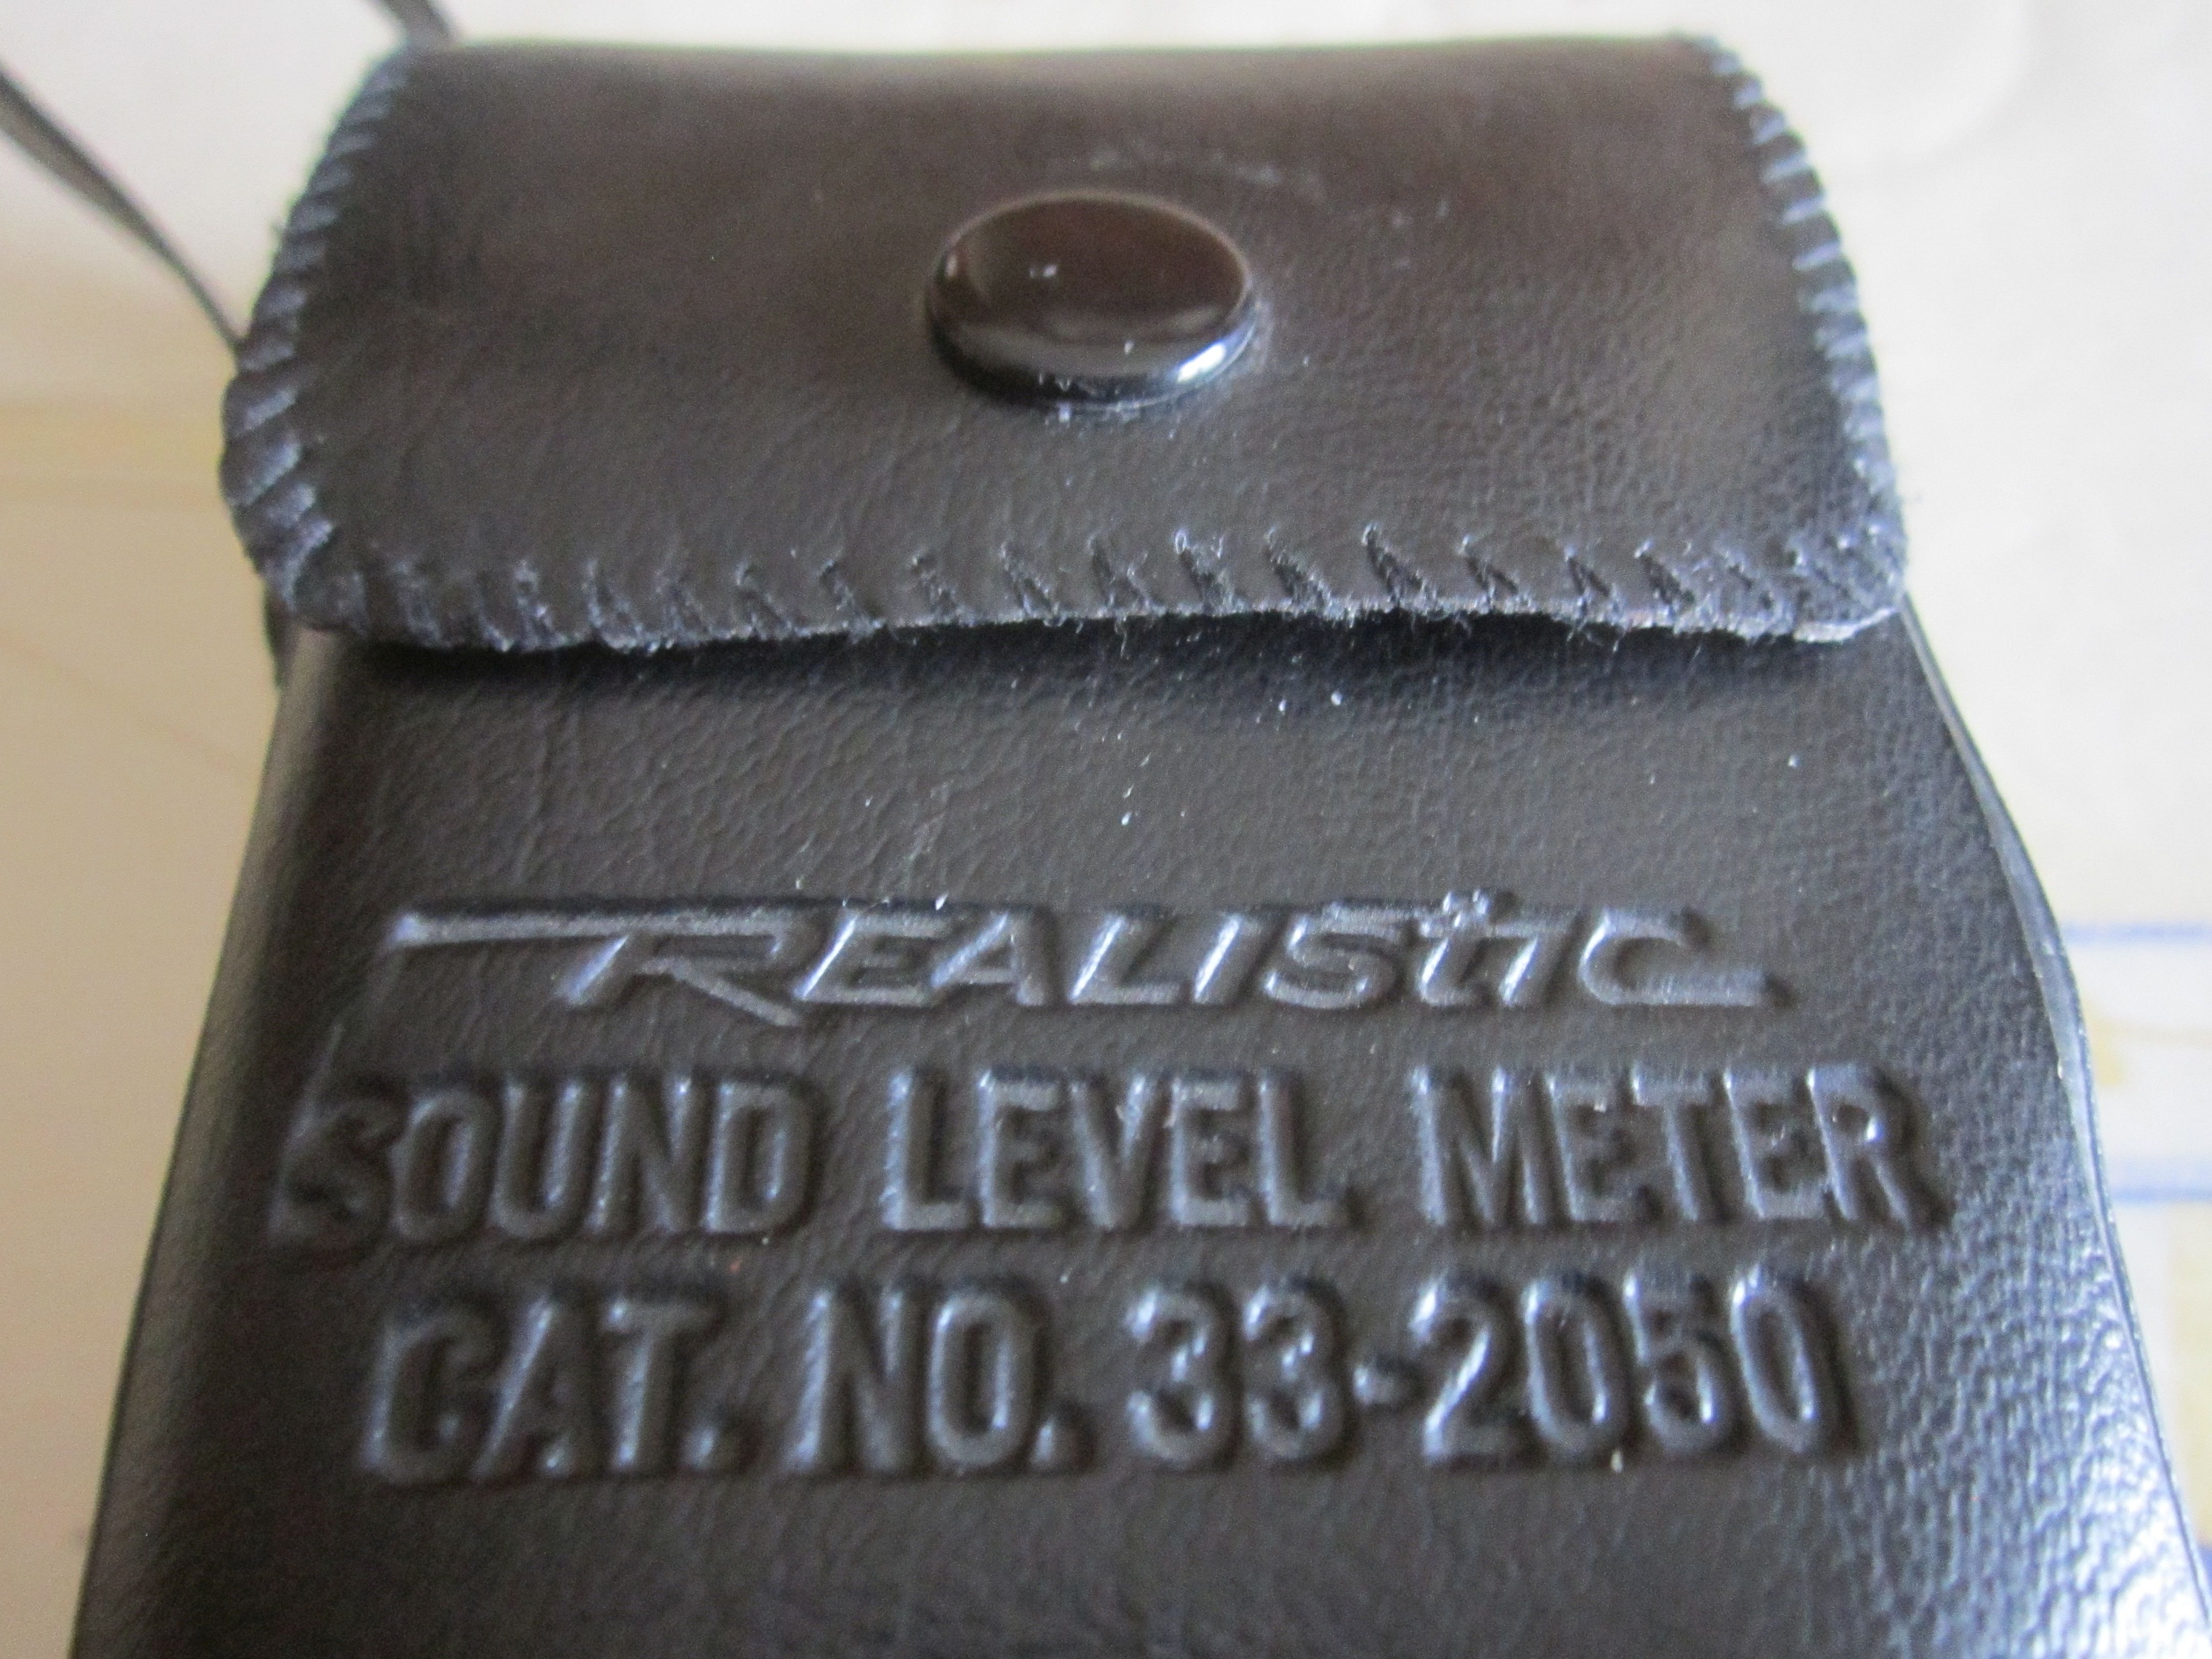 REALISTIC
SOUND LEVEL METER
CAT. NO. 33-2050